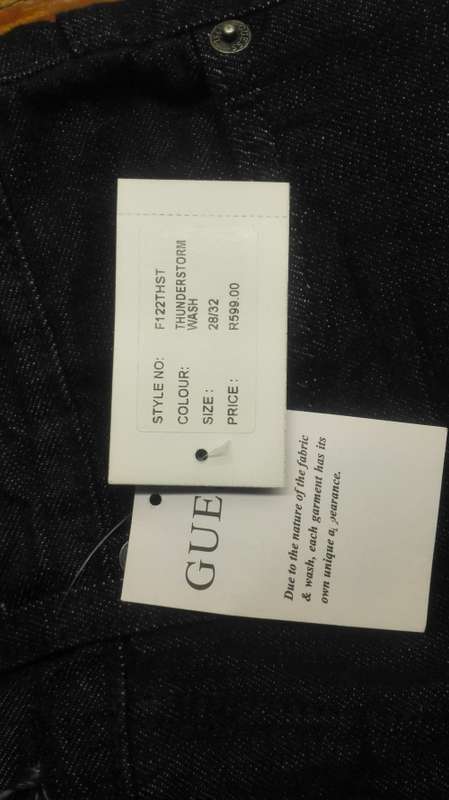 STYLE NO: F122THST
COLOUR: THUNDERSTORM
WASH
SIZE : 28/32
PRICE : R599.00
GUE
Due to the nature of the fabric
& wash, each garment has its
own unique